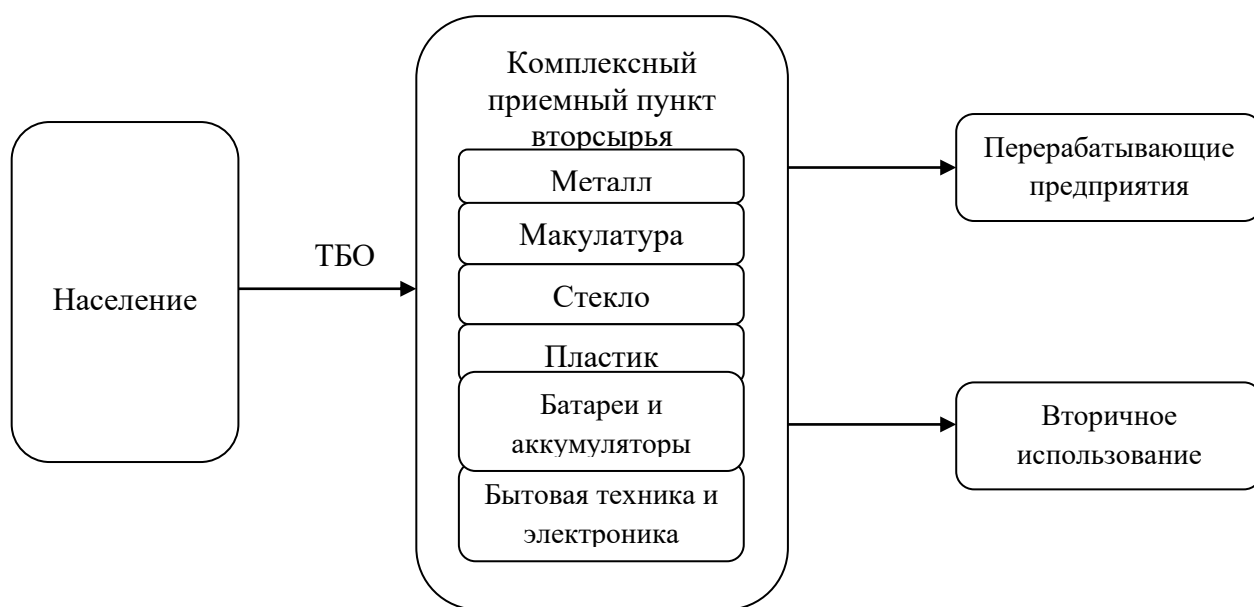 Население
ТБО
Комплексный
приемный пункт
вторсырья
Металл
Макулатура
Стекло
Пластик
Батареи и
аккумуляторы
Бытовая техника и
электроника
Перерабатывающие
предприятия
Вторичное
использование